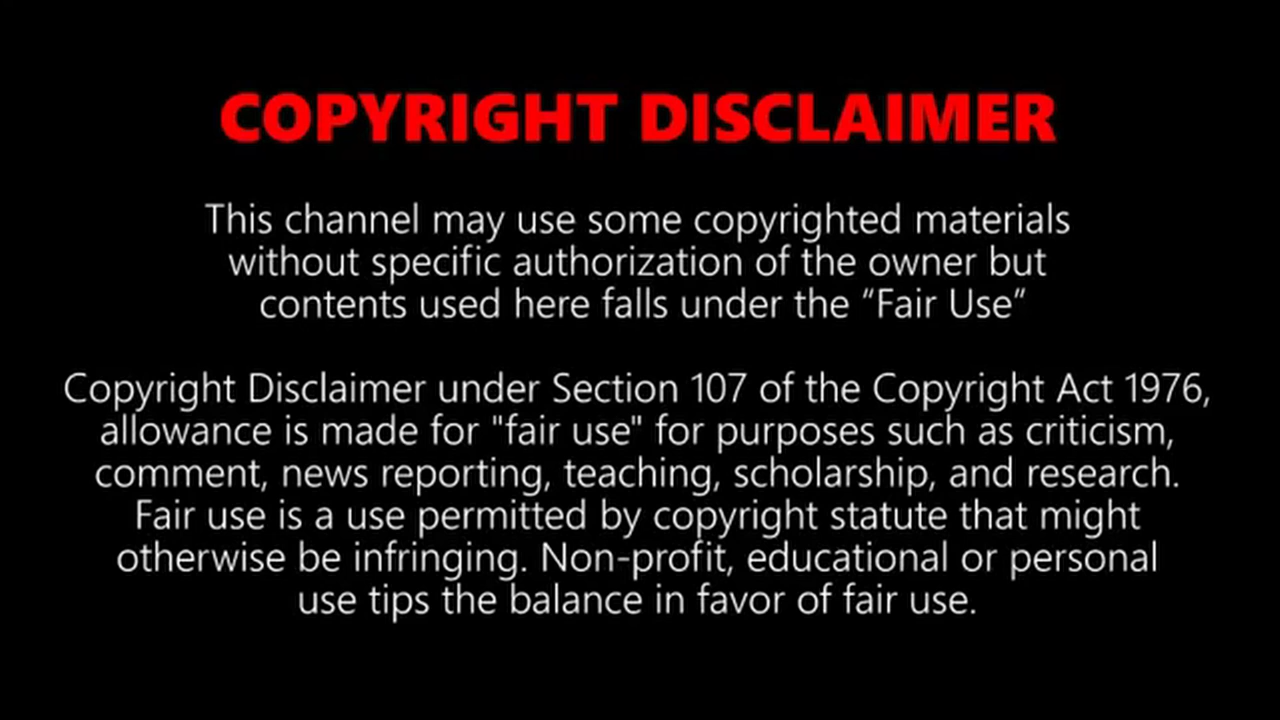 COPYRIGHT DISCLAIMER
This channel may use some copyrighted materials
without specific authorization of the owner but
contents used here falls under the “Fair Use”
Copyright Disclaimer under Section 107 of the Copyright Act 1976,
allowance is made for "fair use" for purposes such as criticism,
comment, news reporting, teaching, scholarship, and research.
Fair use is a use permitted by copyright statute that might
otherwise be infringing. Non-profit, educational or personal
use tips the balance in favor of fair use.